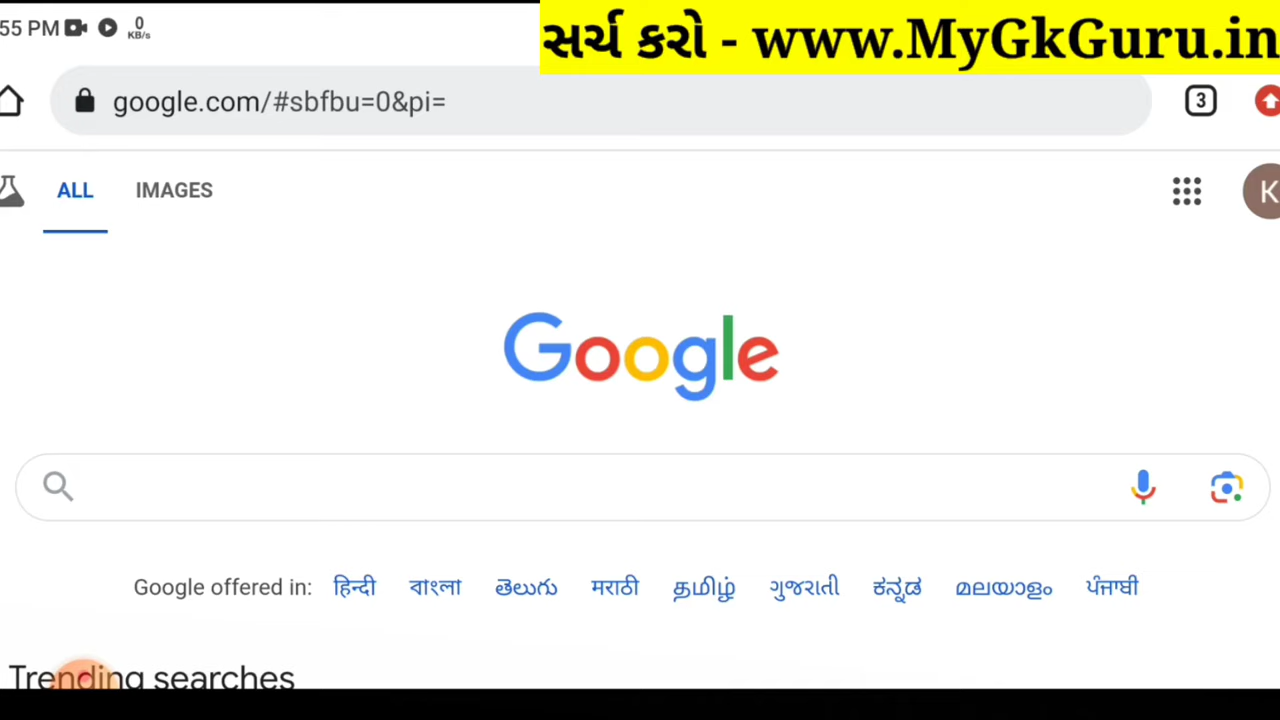 55 PM 0 KB/s
સર્ચ કરો - www.MyGkGuru.in
google.com/#sbfbu=0&pi=
3
ALL IMAGES
K
Google
Google offered in: हिन्दी বাংলা తెలుగు मराठी தமிழ் ગુજરાતી ಕನ್ನಡ മലയാളം ਪੰਜਾਬੀ
Trending searches